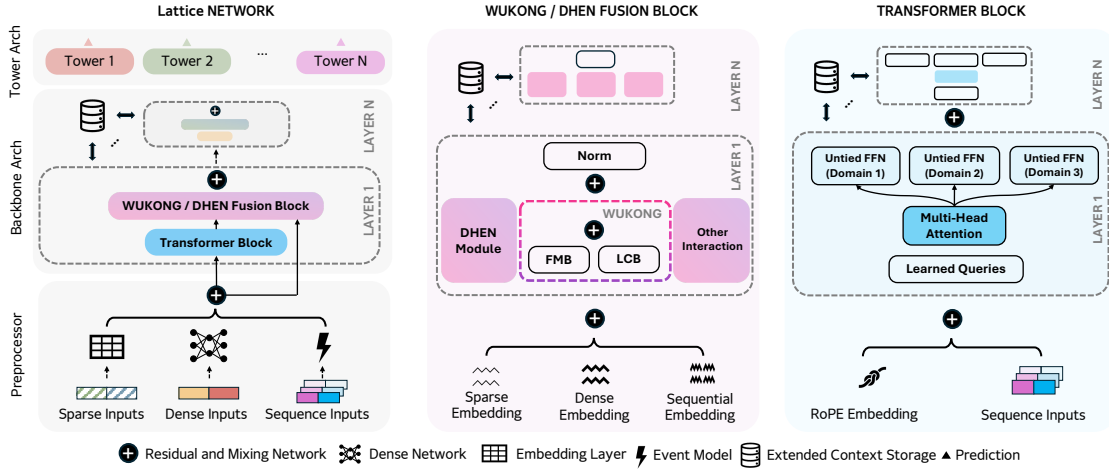 Lattice NETWORK
Tower Arch
Tower 1
Tower 2
...
Tower N
Backbone Arch
LAYER N
LAYER 1
WUKONG / DHEN Fusion Block
Transformer Block
Preprocessor
Sparse Inputs
Dense Inputs
Sequence Inputs
WUKONG / DHEN FUSION BLOCK
LAYER N
LAYER 1
Norm
DHEN
Module
WUKONG
FMB
LCB
Other
Interaction
Sparse
Embedding
Dense
Embedding
Sequential
Embedding
TRANSFORMER BLOCK
LAYER N
LAYER 1
Untied FFN
(Domain 1)
Untied FFN
(Domain 2)
Untied FFN
(Domain 3)
Multi-Head
Attention
Learned Queries
RoPE Embedding
Sequence Inputs
Residual and Mixing Network
Dense Network
Embedding Layer
Event Model
Extended Context Storage
Prediction